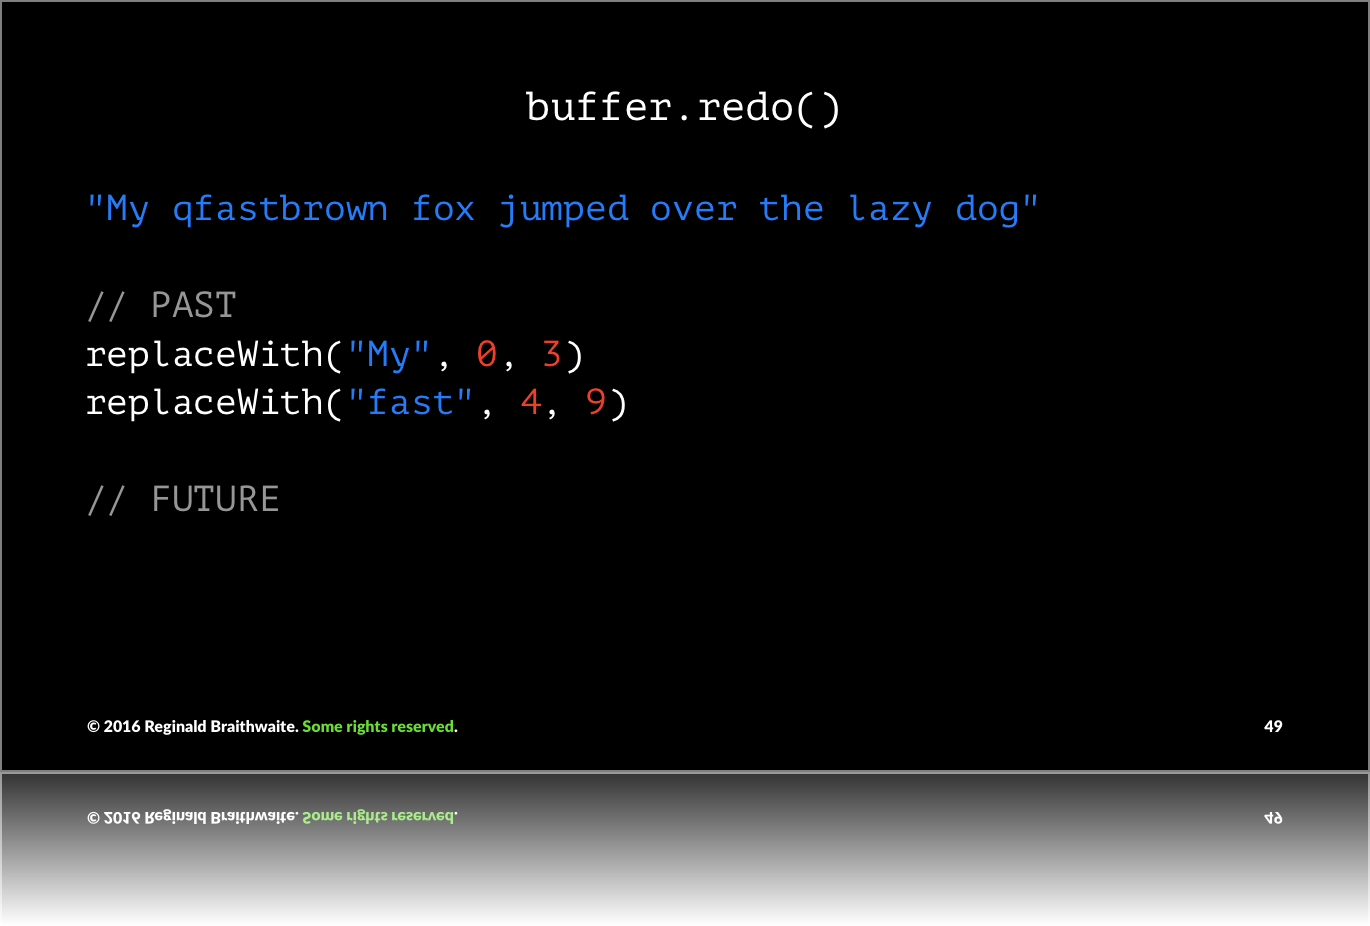 buffer.redo()
"My qfastbrown fox jumped over the lazy dog"
// PAST
replaceWith("My", 0, 3)
replaceWith("fast", 4, 9)
// FUTURE
© 2016 Reginald Braithwaite. Some rights reserved. 49
© 2016 Reginald Braithwaite. Some rights reserved. 49